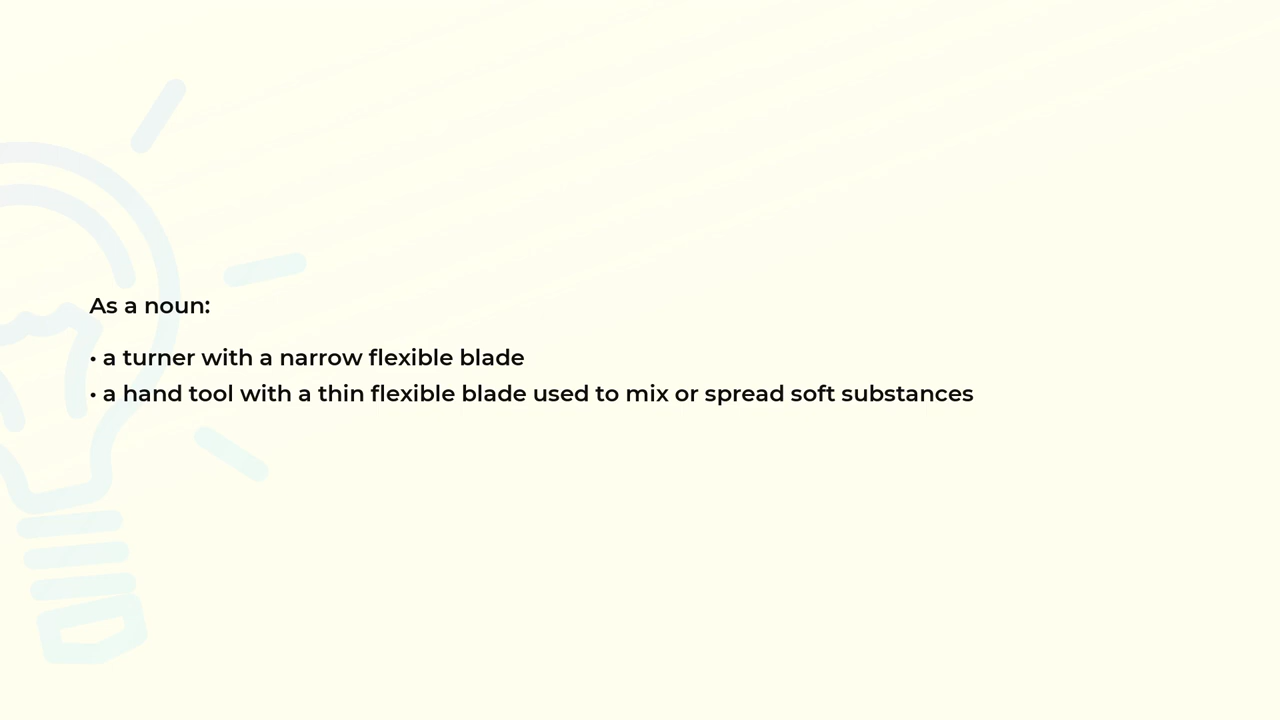 As a noun:
• a turner with a narrow flexible blade
• a hand tool with a thin flexible blade used to mix or spread soft substances